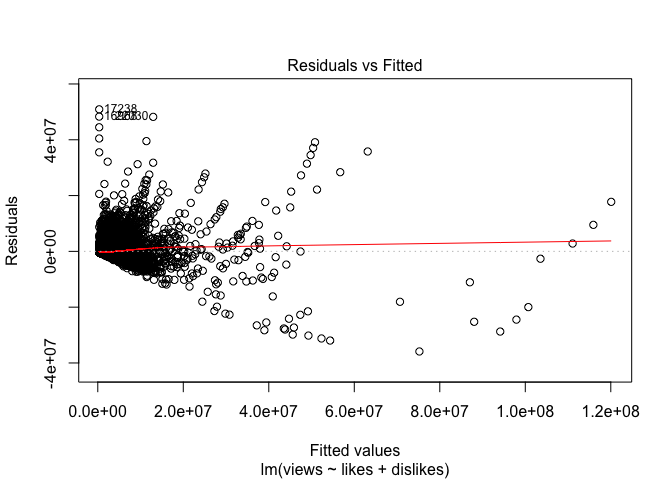 Residuals vs Fitted
17238
Residuals
4e+07
0e+00
-4e+07
0.0e+00 2.0e+07 4.0e+07 6.0e+07 8.0e+07 1.0e+08 1.2e+08
Fitted values
lm(views ~ likes + dislikes)